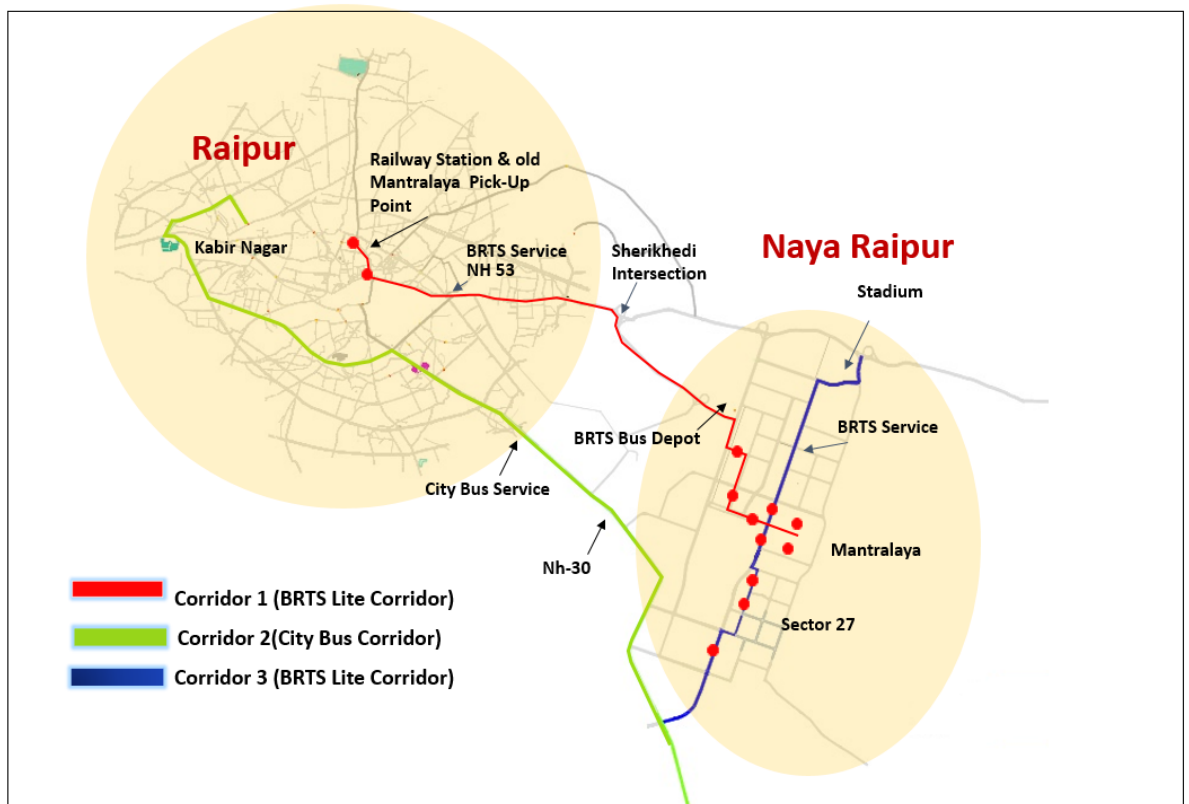 Raipur
Railway Station & old
Mantralaya Pick-Up
Point
Kabir Nagar
BRTS Service
NH 53
Sherikhedi
Intersection
Naya Raipur
Stadium
BRTS Bus Depot
BRTS Service
City Bus Service
Mantralaya
Nh-30
Sector 27
Corridor 1 (BRTS Lite Corridor)
Corridor 2(City Bus Corridor)
Corridor 3 (BRTS Lite Corridor)